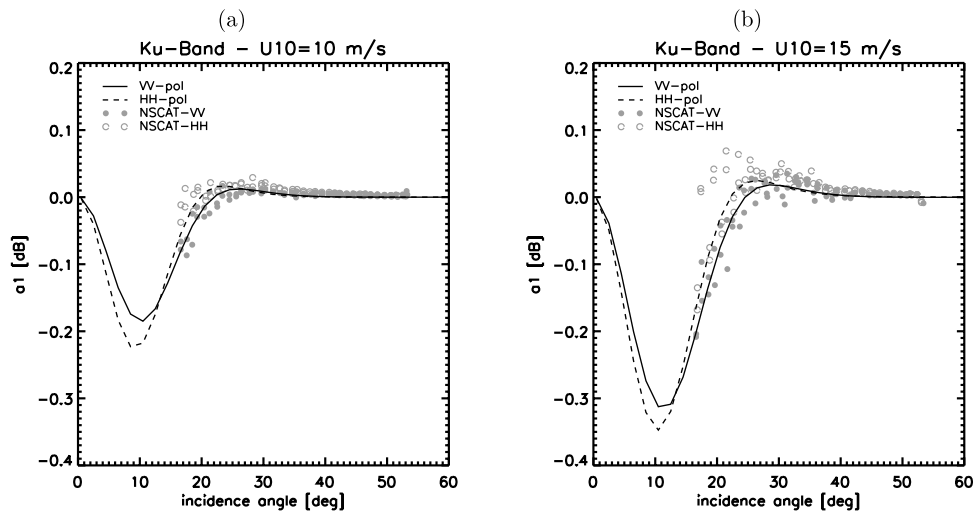 (a)
Ku-Band - U10=10 m/s
VV-pol
HH-pol
NSCAT-VV
NSCAT-HH
0.2
0.1
0.0
-0.1
-0.2
-0.3
-0.4
a1 [dB]
0 10 20 30 40 50 60
incidence angle [deg]
(b)
Ku-Band - U10=15 m/s
VV-pol
HH-pol
NSCAT-VV
NSCAT-HH
0.2
0.1
0.0
-0.1
-0.2
-0.3
-0.4
a1 [dB]
0 10 20 30 40 50 60
incidence angle [deg]